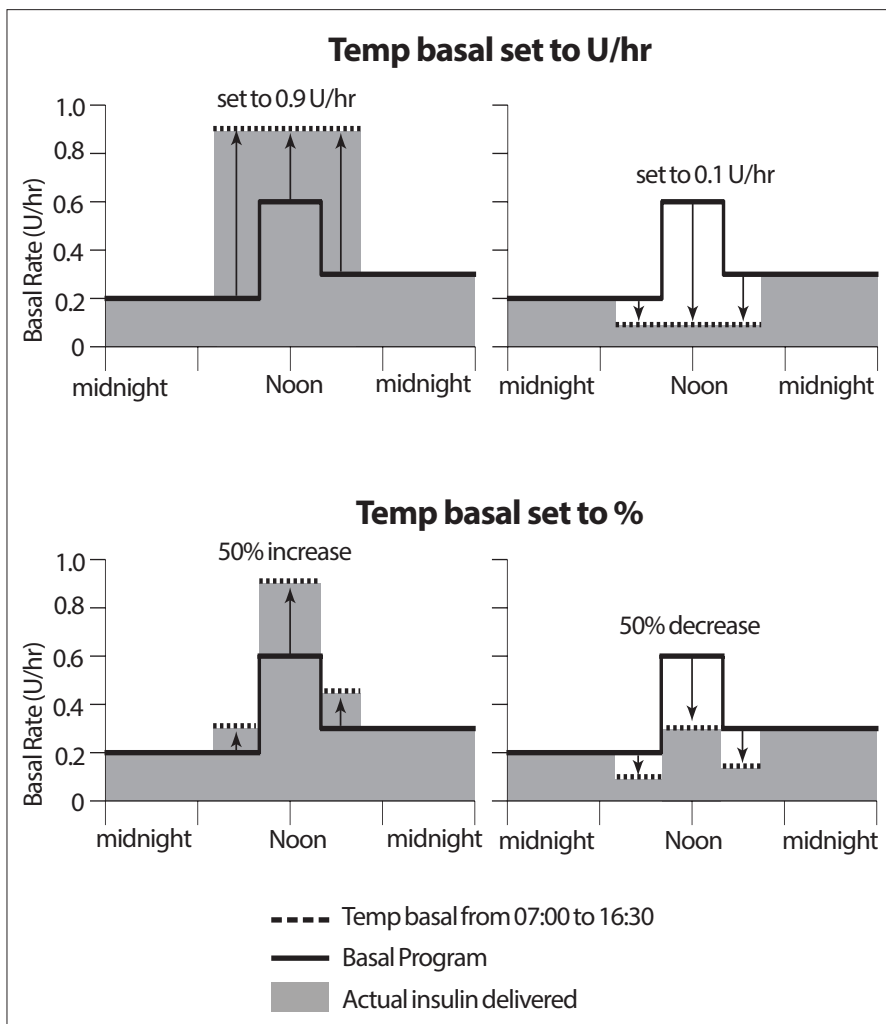 Temp basal set to U/hr
set to 0.9 U/hr
set to 0.1 U/hr
Basal Rate (U/hr)
1.0
0.8
0.6
0.4
0.2
0
midnight Noon midnight midnight Noon midnight
Temp basal set to %
50% increase
50% decrease
Basal Rate (U/hr)
1.0
0.8
0.6
0.4
0.2
0
midnight Noon midnight midnight Noon midnight
Temp basal from 07:00 to 16:30
Basal Program
Actual insulin delivered